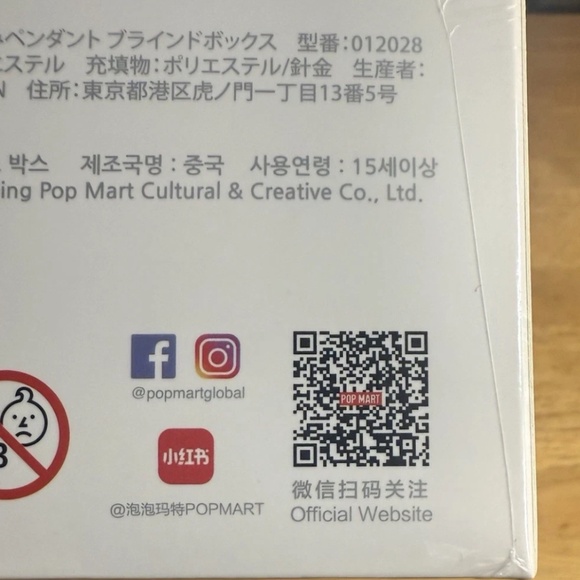 ペンダント ブラインドボックス 型番:012028
エステル 充填物:ポリエステル/針金 生産者:
N 住所:東京都港区虎ノ門一丁目13番5号
박스 제조국명 : 중국 사용연령 : 15세이상
ing Pop Mart Cultural & Creative Co., Ltd.
@popmartglobal
POP MART
3
小红书
@泡泡玛特POPMART
微信扫码关注
Official Website